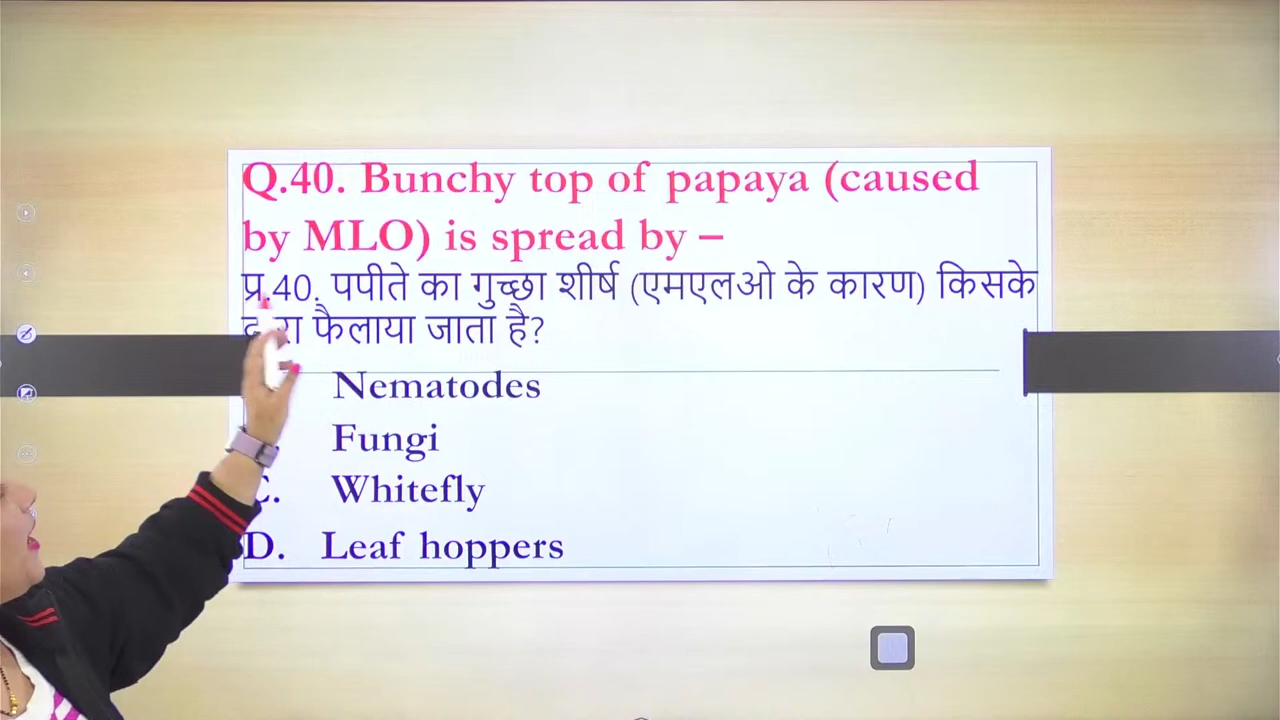 Q.40. Bunchy top of papaya (caused
by MLO) is spread by –
प्र.40. पपीते का गुच्छा शीर्ष (एमएलओ के कारण) किसके
फैलाया जाता है?
Nematodes
Fungi
C. Whitefly
D. Leaf hoppers